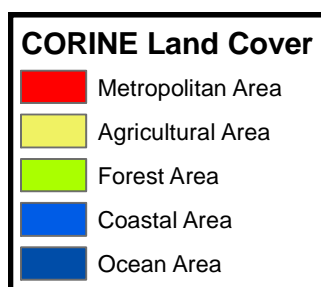 CORINE Land Cover
Metropolitan Area
Agricultural Area
Forest Area
Coastal Area
Ocean Area